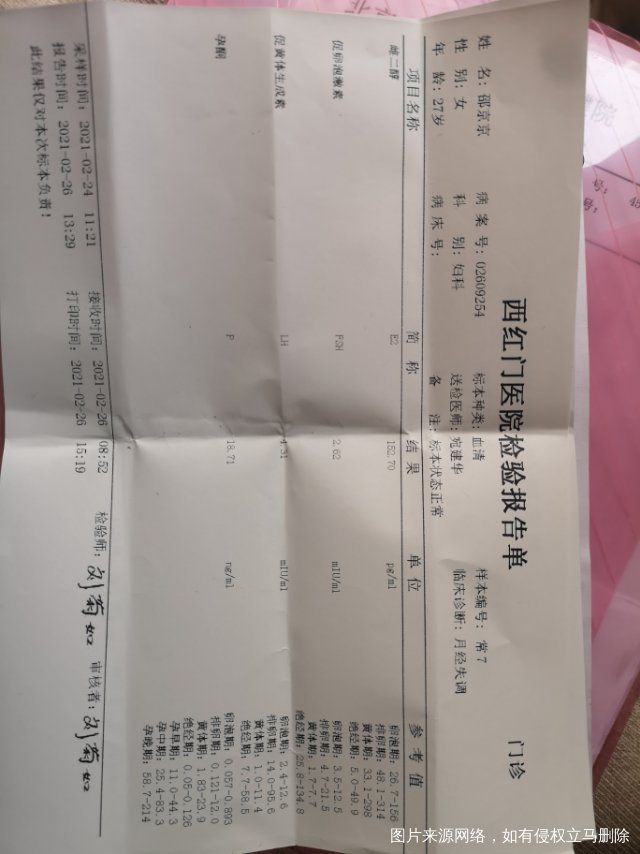 西红门医院检验报告单
门诊
姓 名：邵京京 病 案 号：02609254 标本种类：血清 样本编号：常7
性 别：女 科 别：妇科 送检医师：宛建华 临床诊断：月经失调
年 龄：27岁 病 床 号： 备 注：标本状态正常
项目名称 简 称 结 果 单 位 参 考 值
雌二醇 E2 152.70 pg/ml 卵泡期：26.7-156
排卵期：48.1-314
黄体期：33.1-298
绝经期：5.0-49.9
促卵泡激素 FSH 2.62 mIU/ml 卵泡期：3.5-12.5
排卵期：4.7-21.5
黄体期：1.7-7.7
绝经期：25.8-134.8
促黄体生成素 LH 4.31 mIU/ml 卵泡期：2.4-12.6
排卵期：14.0-95.6
黄体期：1.0-11.4
绝经期：7.7-58.5
孕酮 P 18.71 ng/ml 卵泡期：0.057-0.893
排卵期：0.121-12.0
黄体期：1.83-23.9
绝经期：0.05-0.126
孕早期：11.0-44.3
孕中期：25.4-83.3
孕晚期：58.7-214
采样时间：2021-02-24 11:21 接收时间：2021-02-26 08:52 检验师：刘菊如 审核者：刘菊如
报告时间：2021-02-26 13:29 打印时间：2021-02-26 15:19
此结果仅对本次标本负责！
院
号：
号：
图片来源网络，如有侵权立马删除